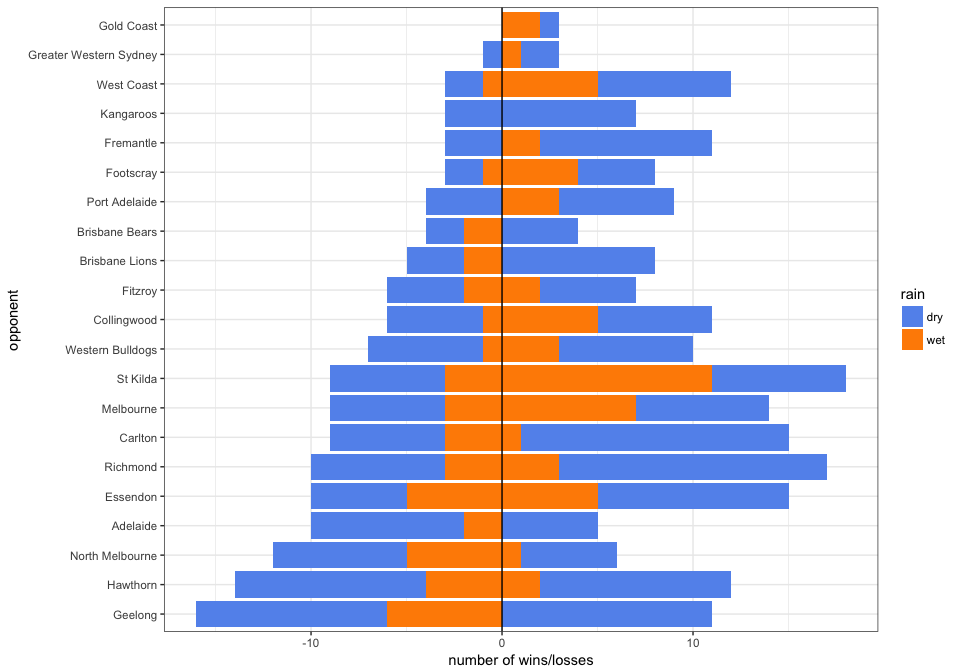 Gold Coast
Greater Western Sydney
West Coast
Kangaroos
Fremantle
Footscray
Port Adelaide
Brisbane Bears
Brisbane Lions
Fitzroy
Collingwood
Western Bulldogs
St Kilda
Melbourne
Carlton
Richmond
Essendon
Adelaide
North Melbourne
Hawthorn
Geelong
opponent
-10 0 10
number of wins/losses
rain
dry
wet